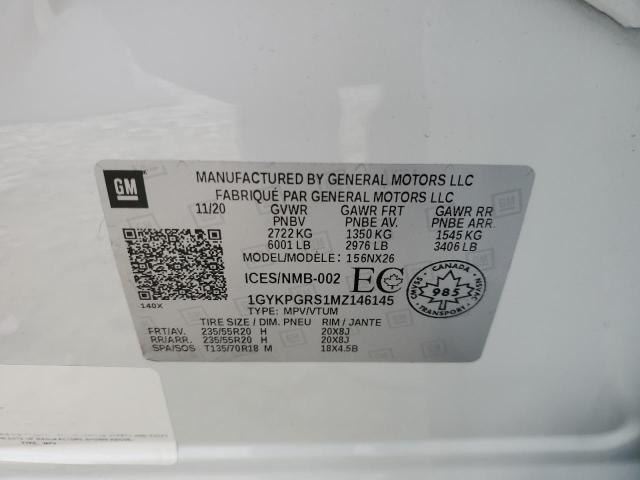 GM
MANUFACTURED BY GENERAL MOTORS LLC
FABRIQUÉ PAR GENERAL MOTORS LLC
11/20 GVWR GAWR FRT GAWR RR
PNBV PNBE AV. PNBE ARR.
2722 KG 1350 KG 1545 KG
6001 LB 2976 LB 3406 LB
MODEL/MODÈLE: 156NX26
ICES/NMB-002 EC
1GYKPGRS1MZ146145
TYPE: MPV/VTUM
140X
CMVSS NSVAC
985
TRANSPORT
TIRE SIZE / DIM. PNEU RIM / JANTE
FRT/AV. 235/55R20 H 20X8J
RR/ARR. 235/55R20 H 20X8J
SPA/SOS T135/70R18 M 18X4.5B